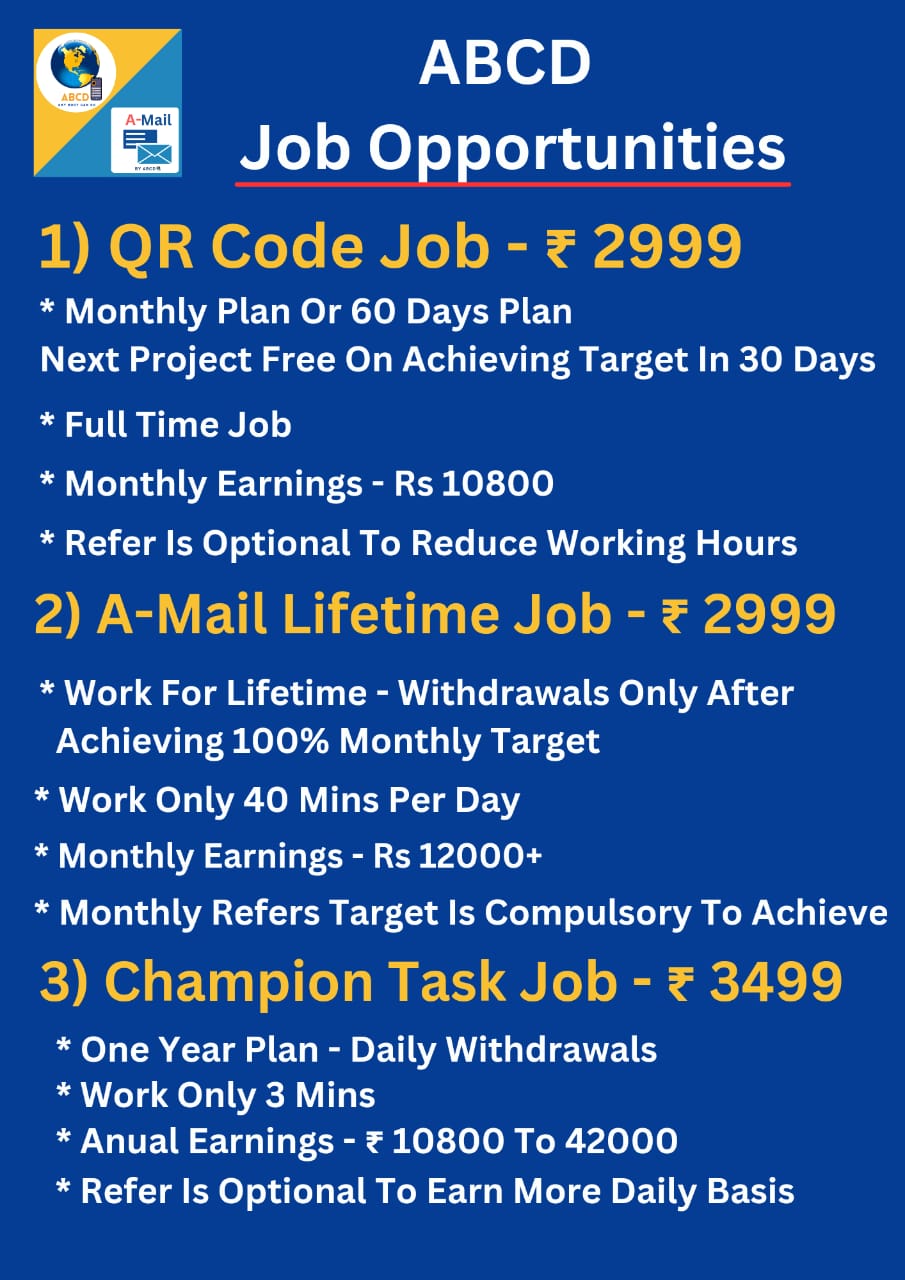 ABCD
A-Mail
BY ABCD
ABCD
Job Opportunities
1) QR Code Job - ₹ 2999
* Monthly Plan Or 60 Days Plan
Next Project Free On Achieving Target In 30 Days
* Full Time Job
* Monthly Earnings - Rs 10800
* Refer Is Optional To Reduce Working Hours
2) A-Mail Lifetime Job - ₹ 2999
* Work For Lifetime - Withdrawals Only After
Achieving 100% Monthly Target
* Work Only 40 Mins Per Day
* Monthly Earnings - Rs 12000+
* Monthly Refers Target Is Compulsory To Achieve
3) Champion Task Job - ₹ 3499
* One Year Plan - Daily Withdrawals
* Work Only 3 Mins
* Anual Earnings - ₹ 10800 To 42000
* Refer Is Optional To Earn More Daily Basis